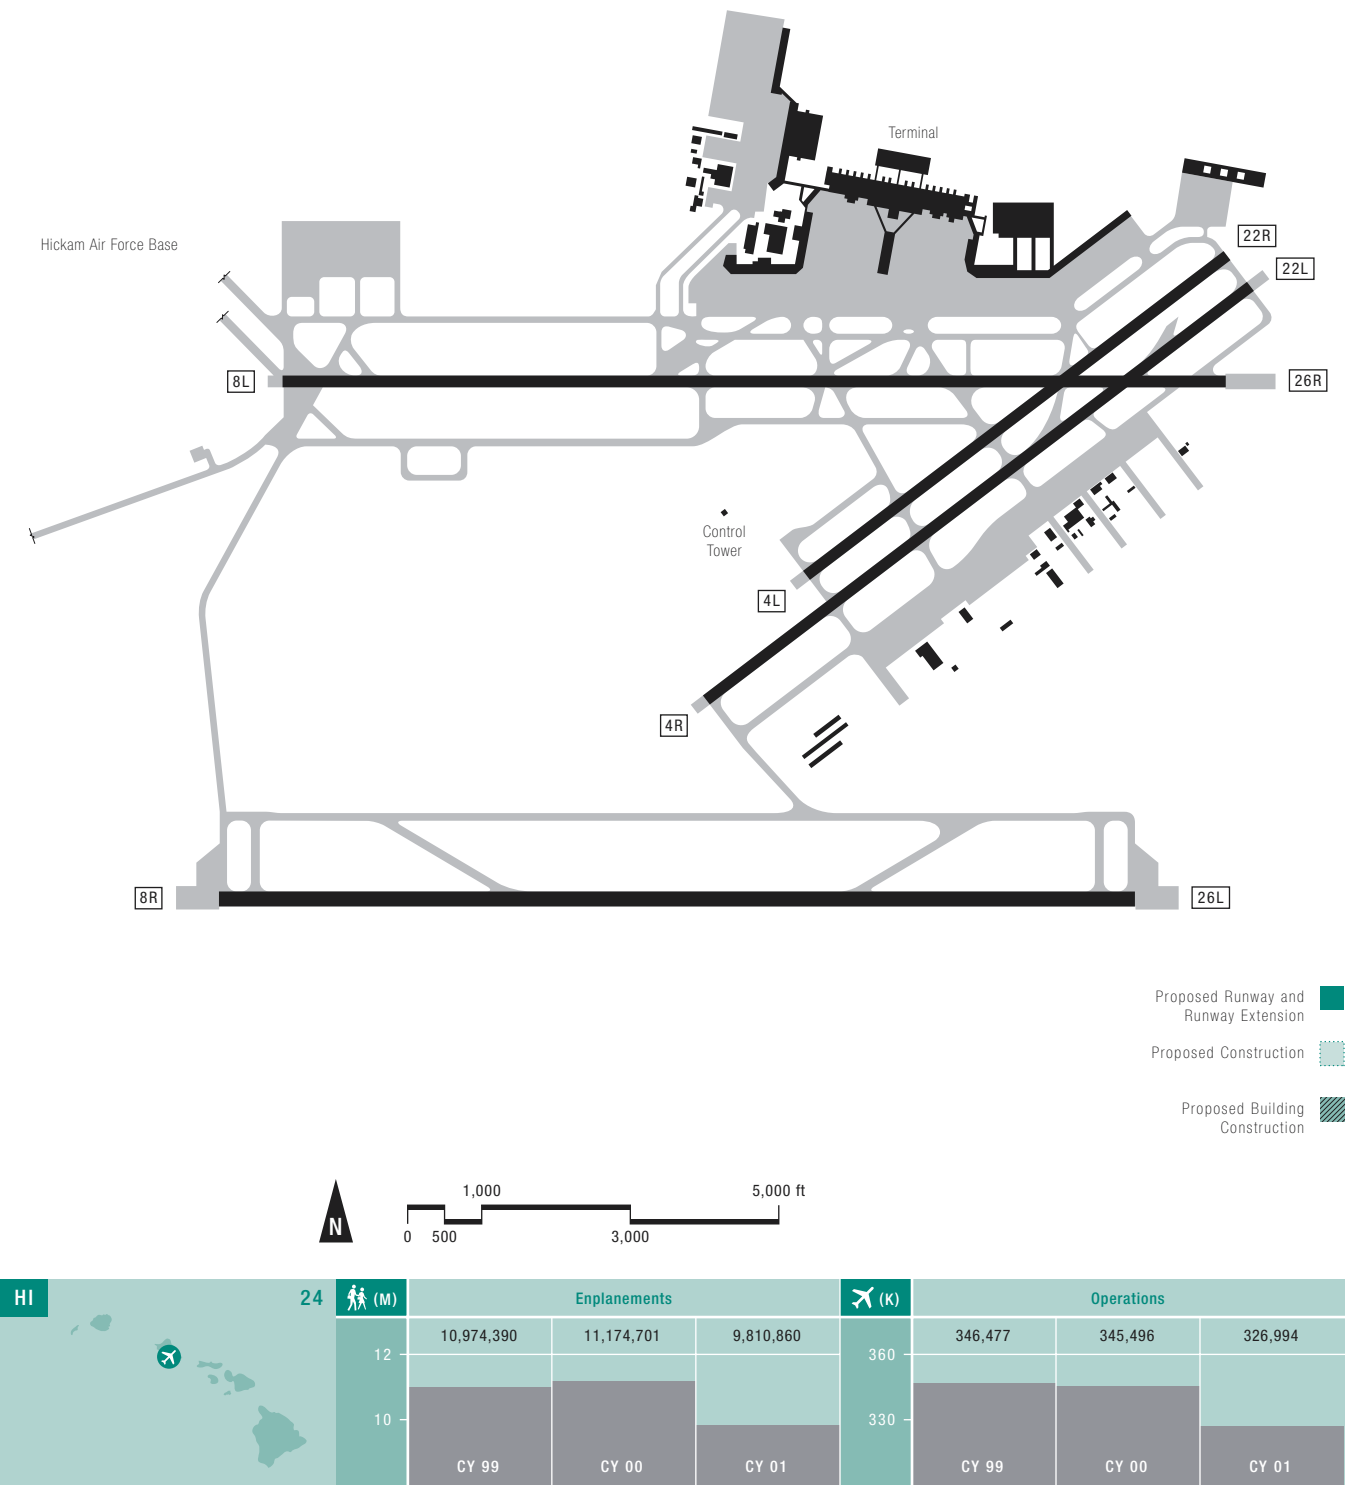 Terminal
Hickam Air Force Base
22R
22L
8L
26R
Control
Tower
4L
4R
8R
26L
Proposed Runway and
Runway Extension
Proposed Construction
Proposed Building
Construction
N
1,000
5,000 ft
0
500
3,000
HI
24
(M)
Enplanements
(K)
Operations
10,974,390
11,174,701
9,810,860
346,477
345,496
326,994
12
360
10
330
CY 99
CY 00
CY 01
CY 99
CY 00
CY 01